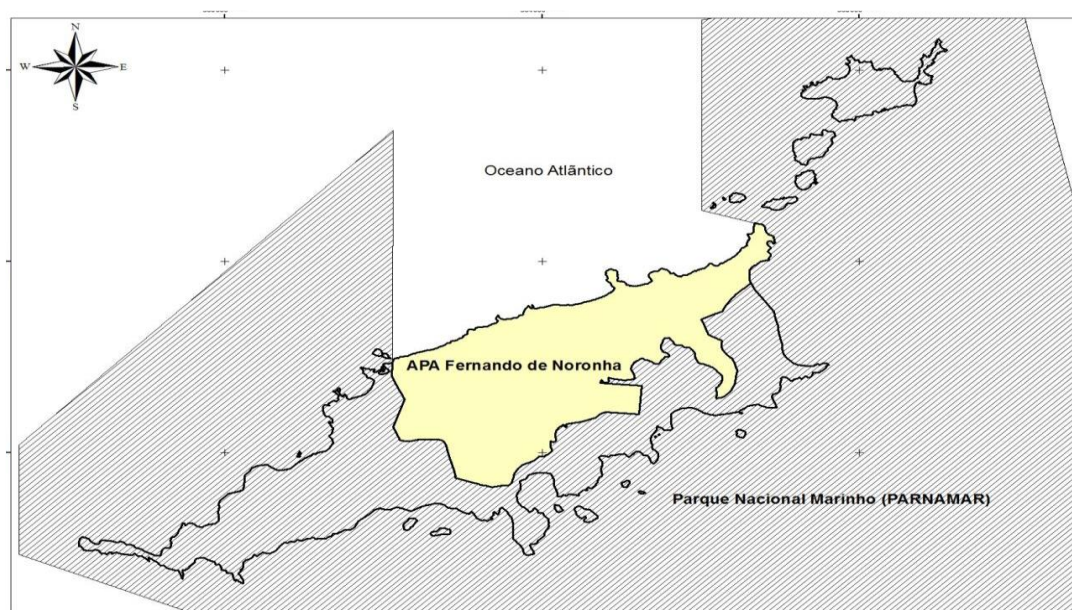 N
W E
S
Oceano Atlântico
APA Fernando de Noronha
Parque Nacional Marinho (PARNAMAR)